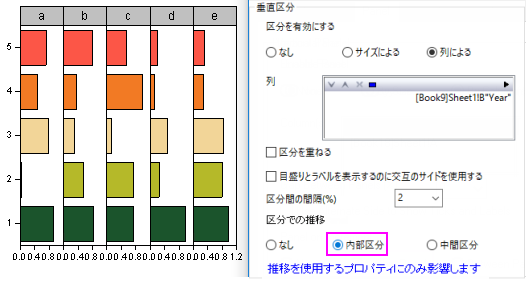 a b c d e
5
4
3
2
1
0.0 0.4 0.8 0.0 0.4 0.8 0.0 0.4 0.8 0.0 0.4 0.8 0.0 0.4 0.8 1.2
垂直区分
区分を有効にする
なし サイズによる 列による
列
[Book9]Sheet1!B"Year"
区分を重ねる
目盛りとラベルを表示するのに交互のサイドを使用する
区分間の間隔(%) 2
区分での推移
なし 内部区分 中間区分
推移を使用するプロパティにのみ影響します